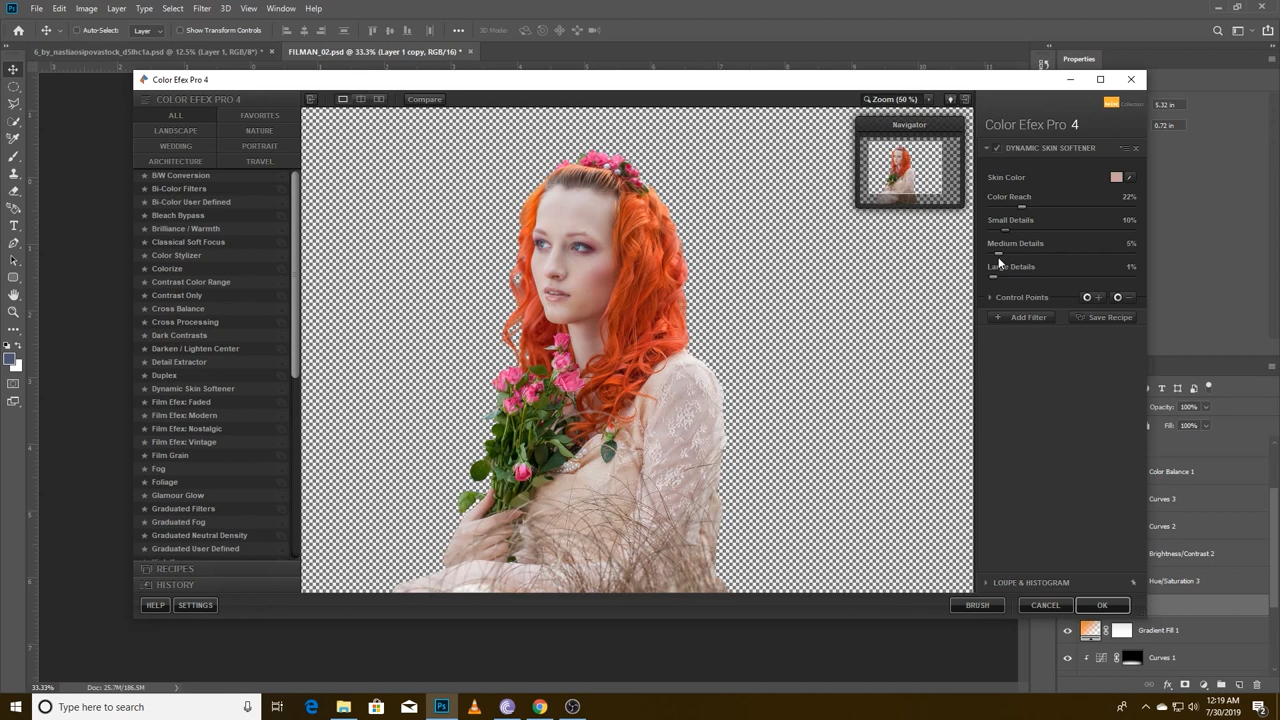 Ps File Edit Image Layer Type Select Filter 3D View Window Help
Auto-Select: Layer Show Transform Controls 3D Mode:
6_by_nastiaosipovastock_d5lhc1a.psd @ 12.5% (Layer 1, RGB/8*) * × FILMAN_02.psd @ 33.3% (Layer 1 copy, RGB/16) * × Properties
Color Efex Pro 4
COLOR EFEX PRO 4 Compare Zoom (50 %) Collection
5.32 in
0.72 in
ALL FAVORITES
LANDSCAPE NATURE
WEDDING PORTRAIT
ARCHITECTURE TRAVEL
Navigator
Color Efex Pro 4
DYNAMIC SKIN SOFTENER
Skin Color
Color Reach 22%
Small Details 10%
Medium Details 5%
Details 1%
Control Points
Add Filter Save Recipe
B/W Conversion
Bi-Color Filters
Bi-Color User Defined
Bleach Bypass
Brilliance / Warmth
Classical Soft Focus
Color Stylizer
Colorize
Contrast Color Range
Contrast Only
Cross Balance
Cross Processing
Dark Contrasts
Darken / Lighten Center
Detail Extractor
Duplex
Dynamic Skin Softener
Film Efex: Faded
Film Efex: Modern
Film Efex: Nostalgic
Film Efex: Vintage
Film Grain
Fog
Foliage
Glamour Glow
Graduated Filters
Graduated Fog
Graduated Neutral Density
Graduated User Defined
RECIPES
HISTORY
LOUPE & HISTOGRAM
HELP SETTINGS BRUSH CANCEL OK
Opacity: 100%
Fill: 100%
Color Balance 1
Curves 3
Curves 2
Brightness/Contrast 2
Hue/Saturation 3
Gradient Fill 1
Curves 1
33.33% Doc: 25.7M/186.5M
Type here to search
12:19 AM
7/30/2019